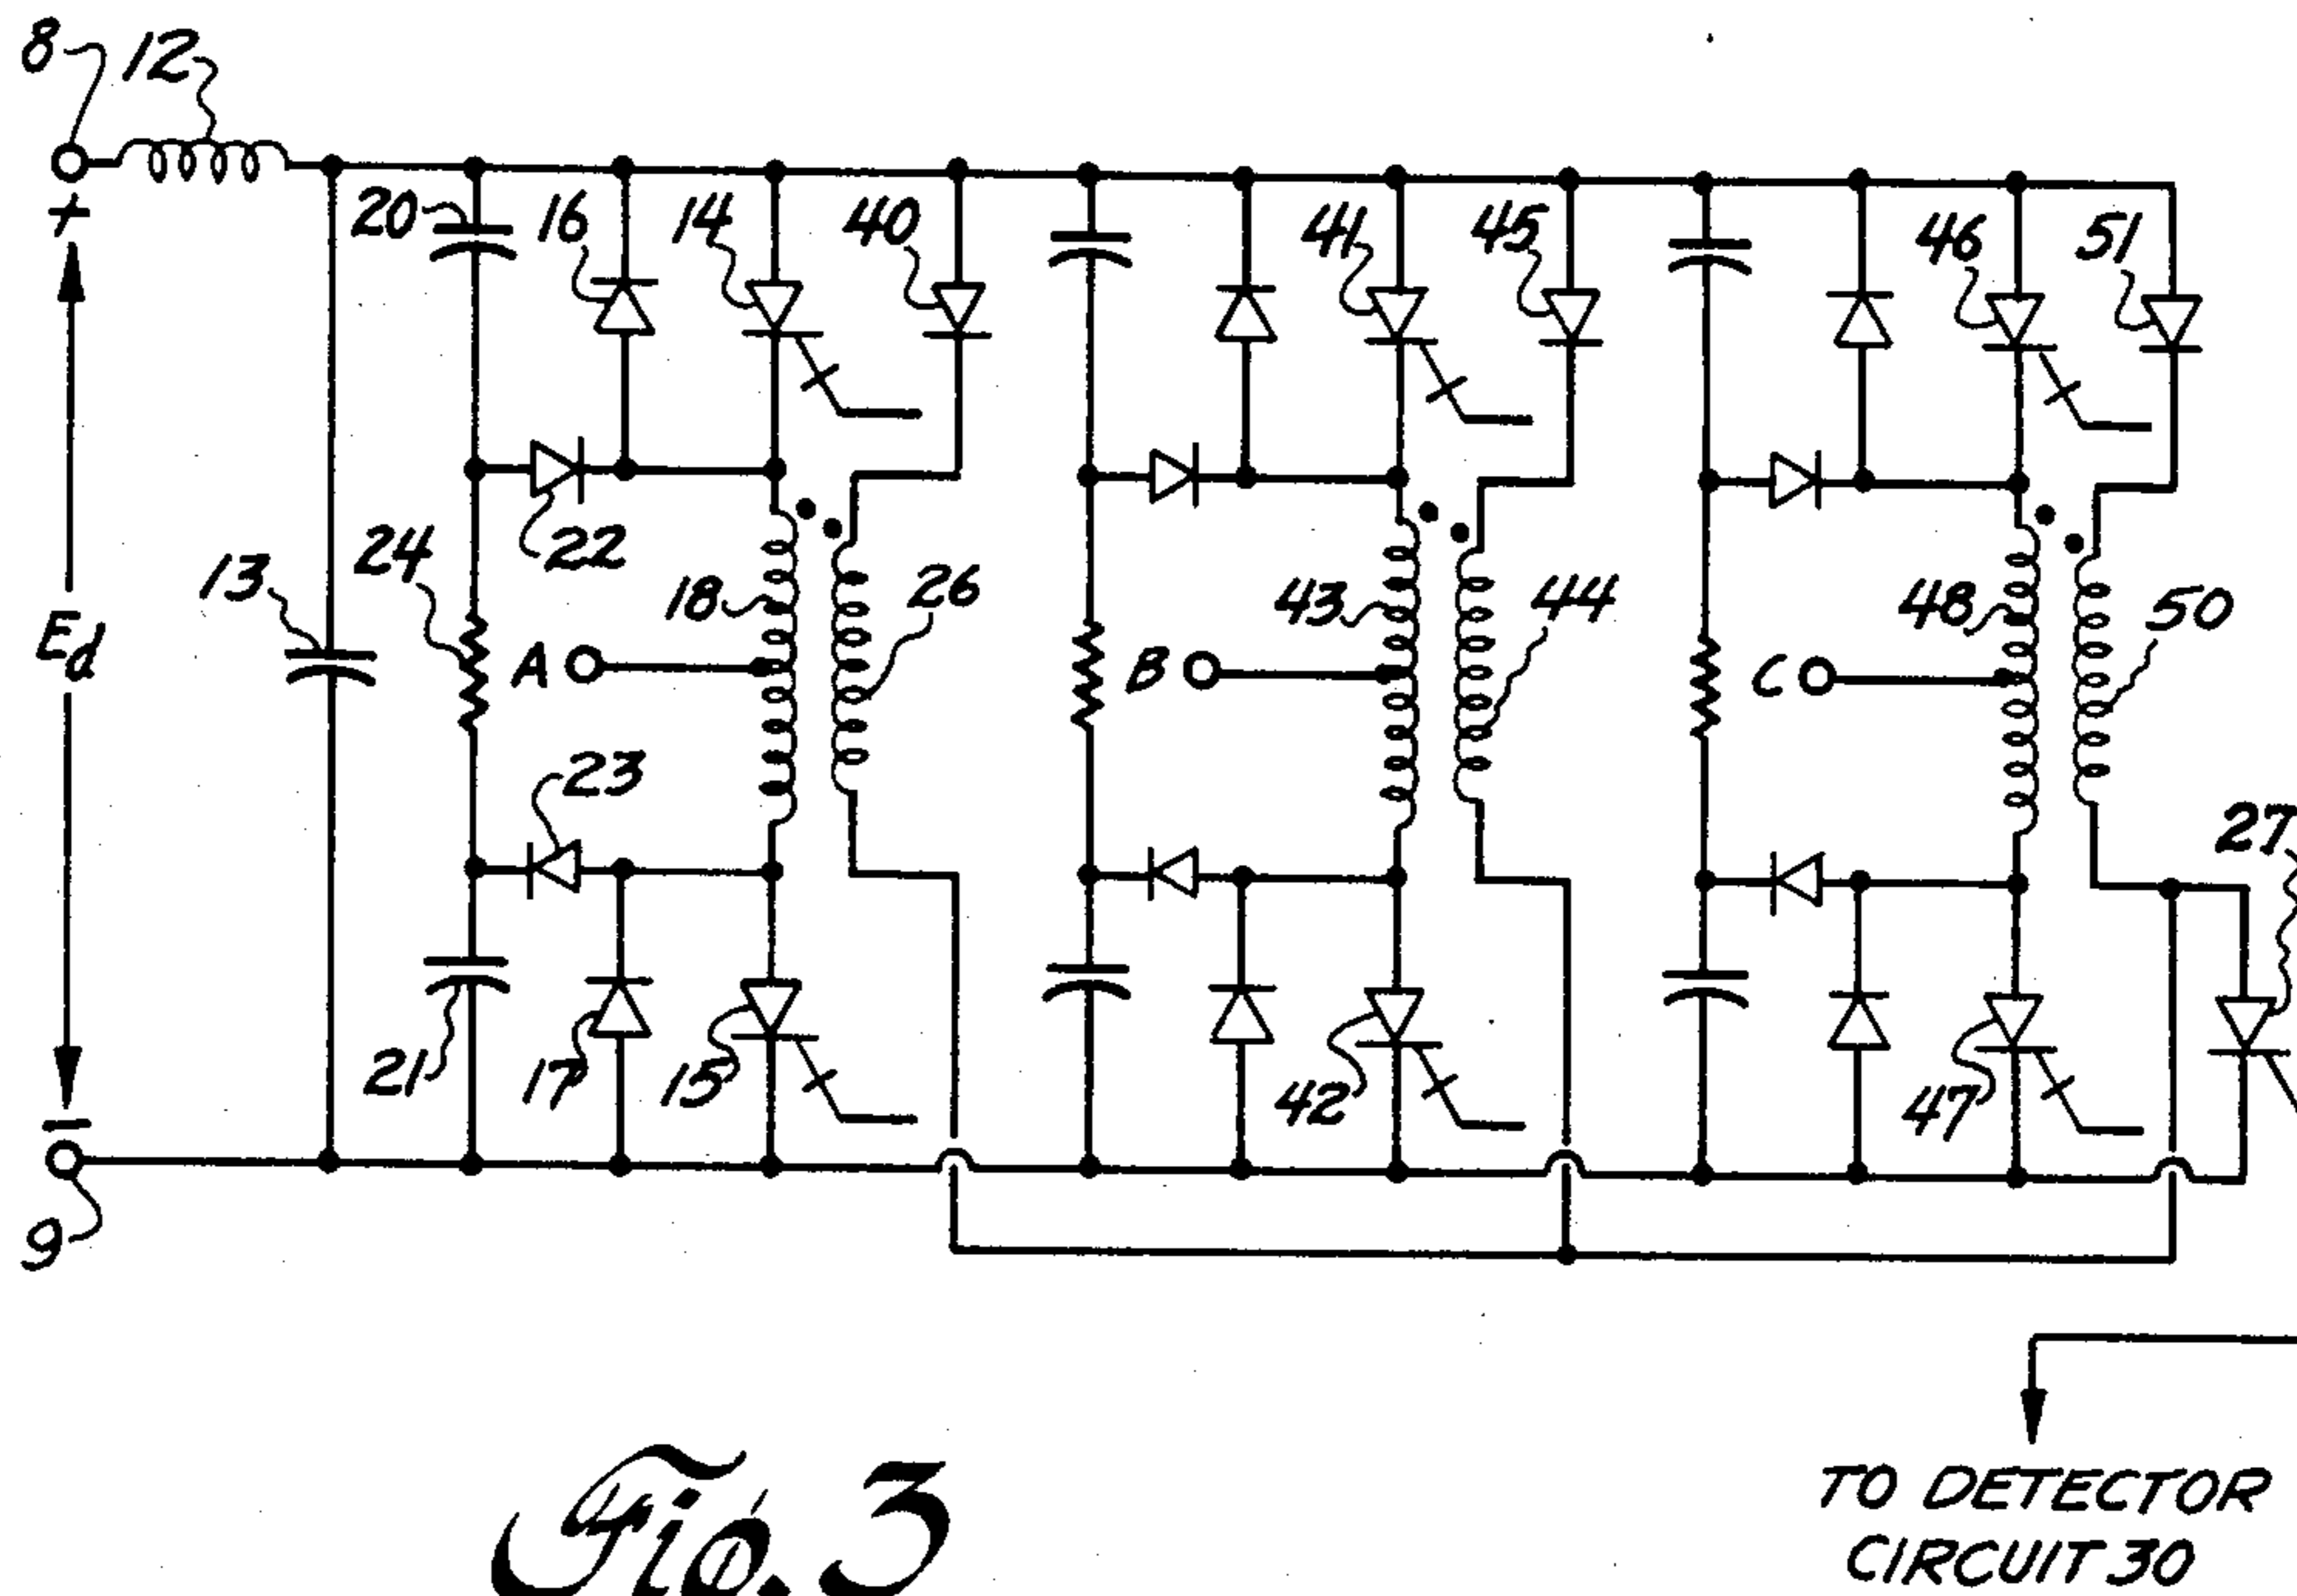 8 12
+
20 16 14 40 41 45 46 51
22
24
13 18 26 43 44 48 50
Ed
A B C
23
27
21 17 15 42 47
−
9
TO DETECTOR
CIRCUIT 30
Fig. 3